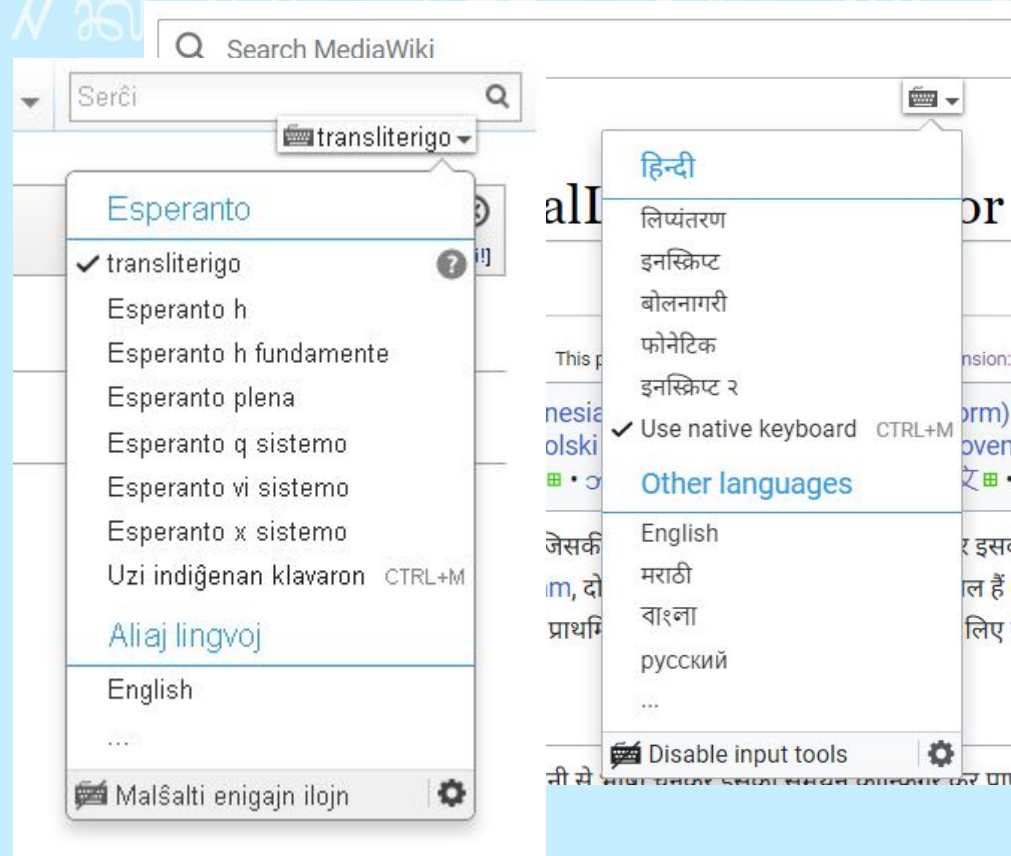 Search MediaWiki
Serĉi
transliterigo
Esperanto
transliterigo
Esperanto h
Esperanto h fundamente
Esperanto plena
Esperanto q sistemo
Esperanto vi sistemo
Esperanto x sistemo
Uzi indiĝenan klavaron CTRL+M
Aliaj lingvoj
English
...
Malŝalti enigajn ilojn
हिन्दी
लिप्यंतरण
इनस्क्रिप्ट
बोलनागरी
फोनेटिक
इनस्क्रिप्ट २
Use native keyboard CTRL+M
Other languages
English
मराठी
বাংলা
русский
...
Disable input tools
This
olski
लिए